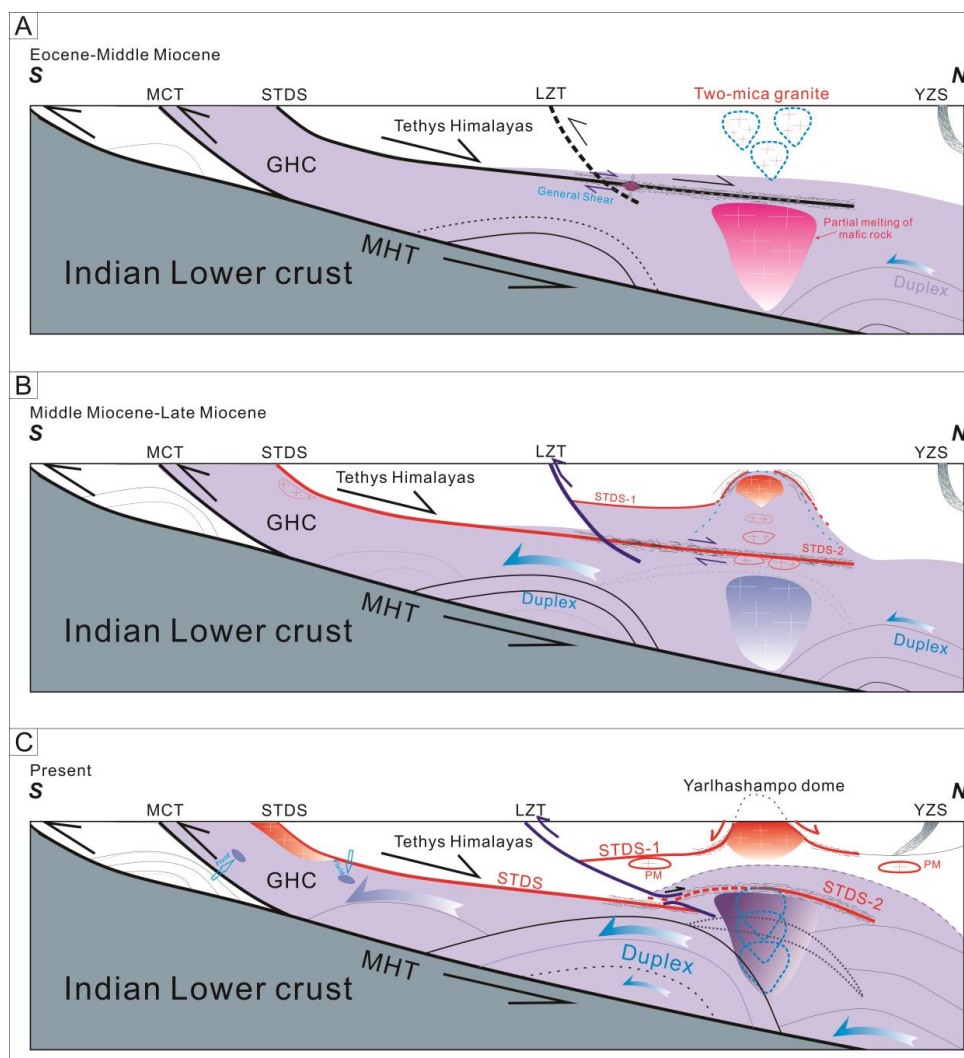 A
Eocene-Middle Miocene
S
N
MCT
STDS
LZT
Two-mica granite
YZS
Tethys Himalayas
GHC
General Shear
Partial melting of
mafic rock
MHT
Indian Lower crust
Duplex
B
Middle Miocene-Late Miocene
S
N
MCT
STDS
LZT
YZS
Tethys Himalayas
STDS-1
GHC
STDS-2
Duplex
MHT
Indian Lower crust
Duplex
C
Present
S
N
Yarlhashampo dome
MCT
STDS
LZT
YZS
Tethys Himalayas
STDS-1
PM
PM
Fluid
GHC
STDS
STDS-2
Duplex
MHT
Indian Lower crust